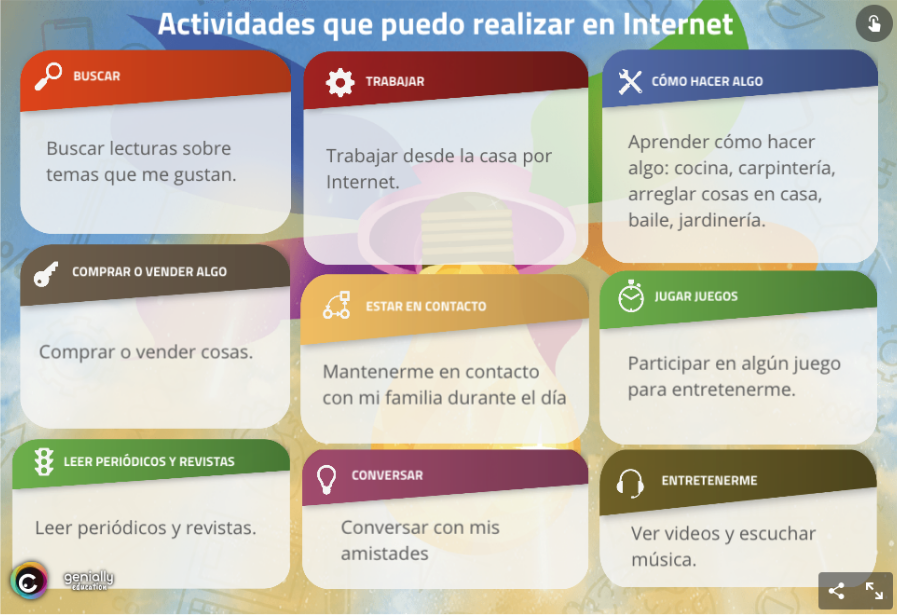 Actividades que puedo realizar en Internet
BUSCAR
Buscar lecturas sobre
temas que me gustan.
TRABAJAR
Trabajar desde la casa por
Internet.
CÓMO HACER ALGO
Aprender cómo hacer
algo: cocina, carpintería,
arreglar cosas en casa,
baile, jardinería.
COMPRAR O VENDER ALGO
Comprar o vender cosas.
ESTAR EN CONTACTO
Mantenerme en contacto
con mi familia durante el día
JUGAR JUEGOS
Participar en algún juego
para entretenerme.
LEER PERIÓDICOS Y REVISTAS
Leer periódicos y revistas.
CONVERSAR
Conversar con mis
amistades
ENTRETENERME
Ver videos y escuchar
música.
genially
EDUCATION